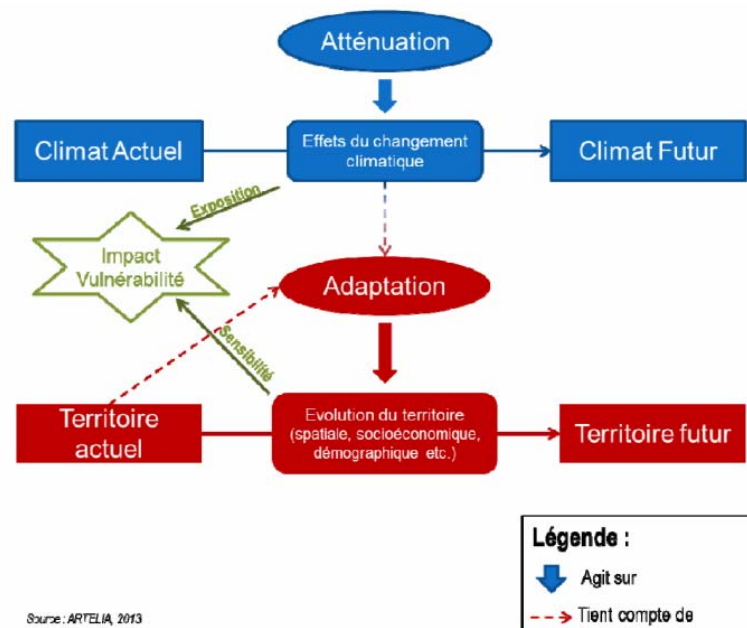 Atténuation
Climat Actuel
Effets du changement
climatique
Climat Futur
Exposition
Impact
Vulnérabilité
Adaptation
Sensibilité
Territoire
actuel
Evolution du territoire
(spatiale, socioéconomique,
démographique etc.)
Territoire futur
Légende :
Agit sur
Tient compte de
Source : ARTELIA, 2013